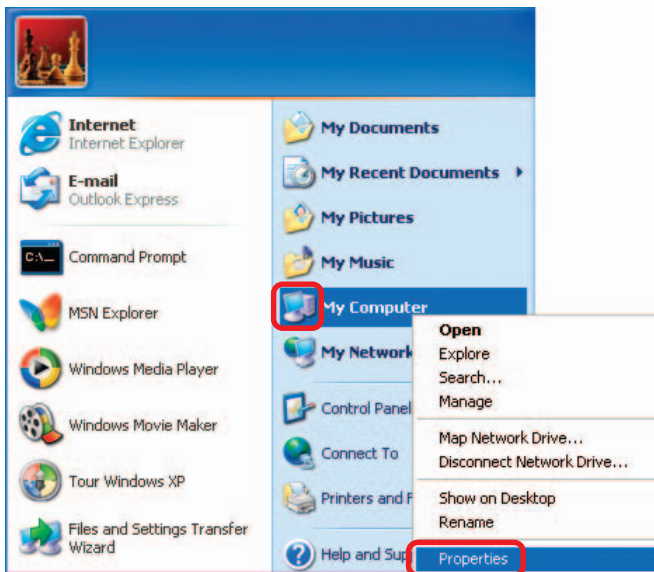 Internet
Internet Explorer
E-mail
Outlook Express
C:\_
Command Prompt
MSN Explorer
Windows Media Player
Windows Movie Maker
Tour Windows XP
Files and Settings Transfer
Wizard
My Documents
My Recent Documents
My Pictures
My Music
My Computer
My Network
Control Panel
Connect To
Printers and F
Help and Sup
Open
Explore
Search...
Manage
Map Network Drive...
Disconnect Network Drive...
Show on Desktop
Rename
Properties